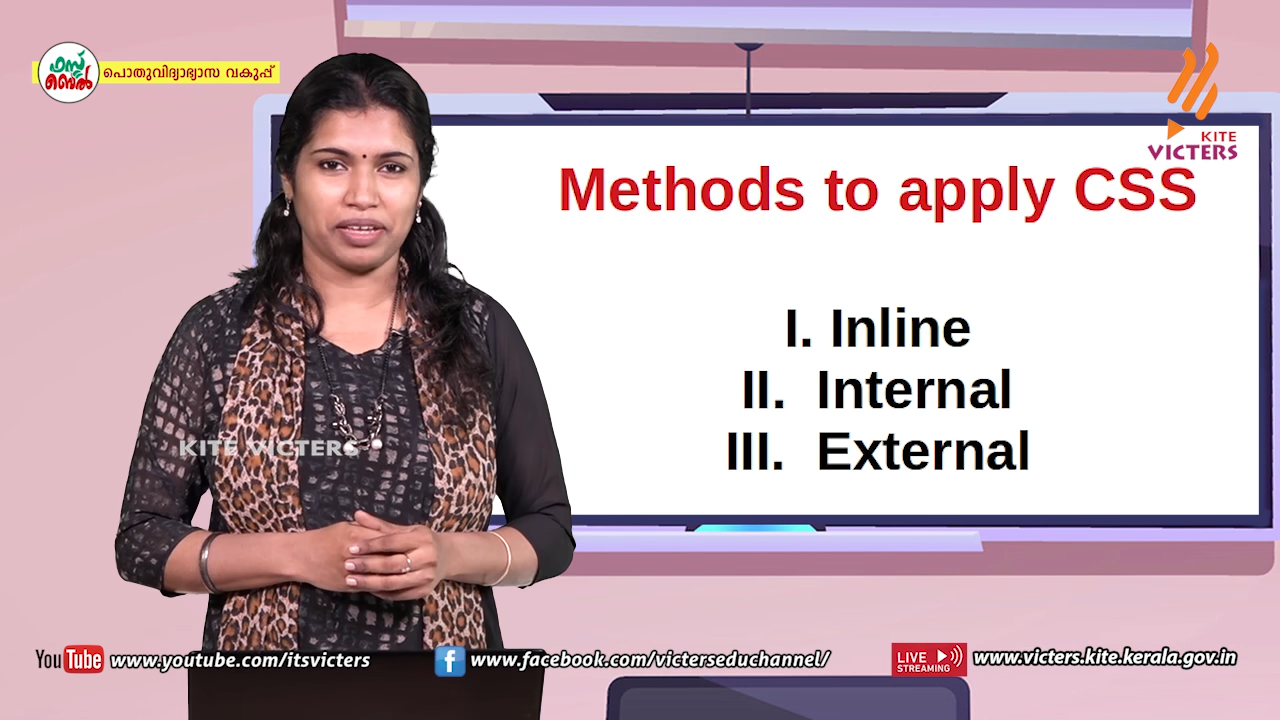 ഫസ്റ്റ്
ബെൽ
പൊതുവിദ്യാഭ്യാസ വകുപ്പ്
KITE
VICTERS
Methods to apply CSS
I. Inline
II. Internal
III. External
KITE VICTERS
YouTube www.youtube.com/itsvicters
f www.facebook.com/victerseduchannel/
LIVE
STREAMING
www.victers.kite.kerala.gov.in